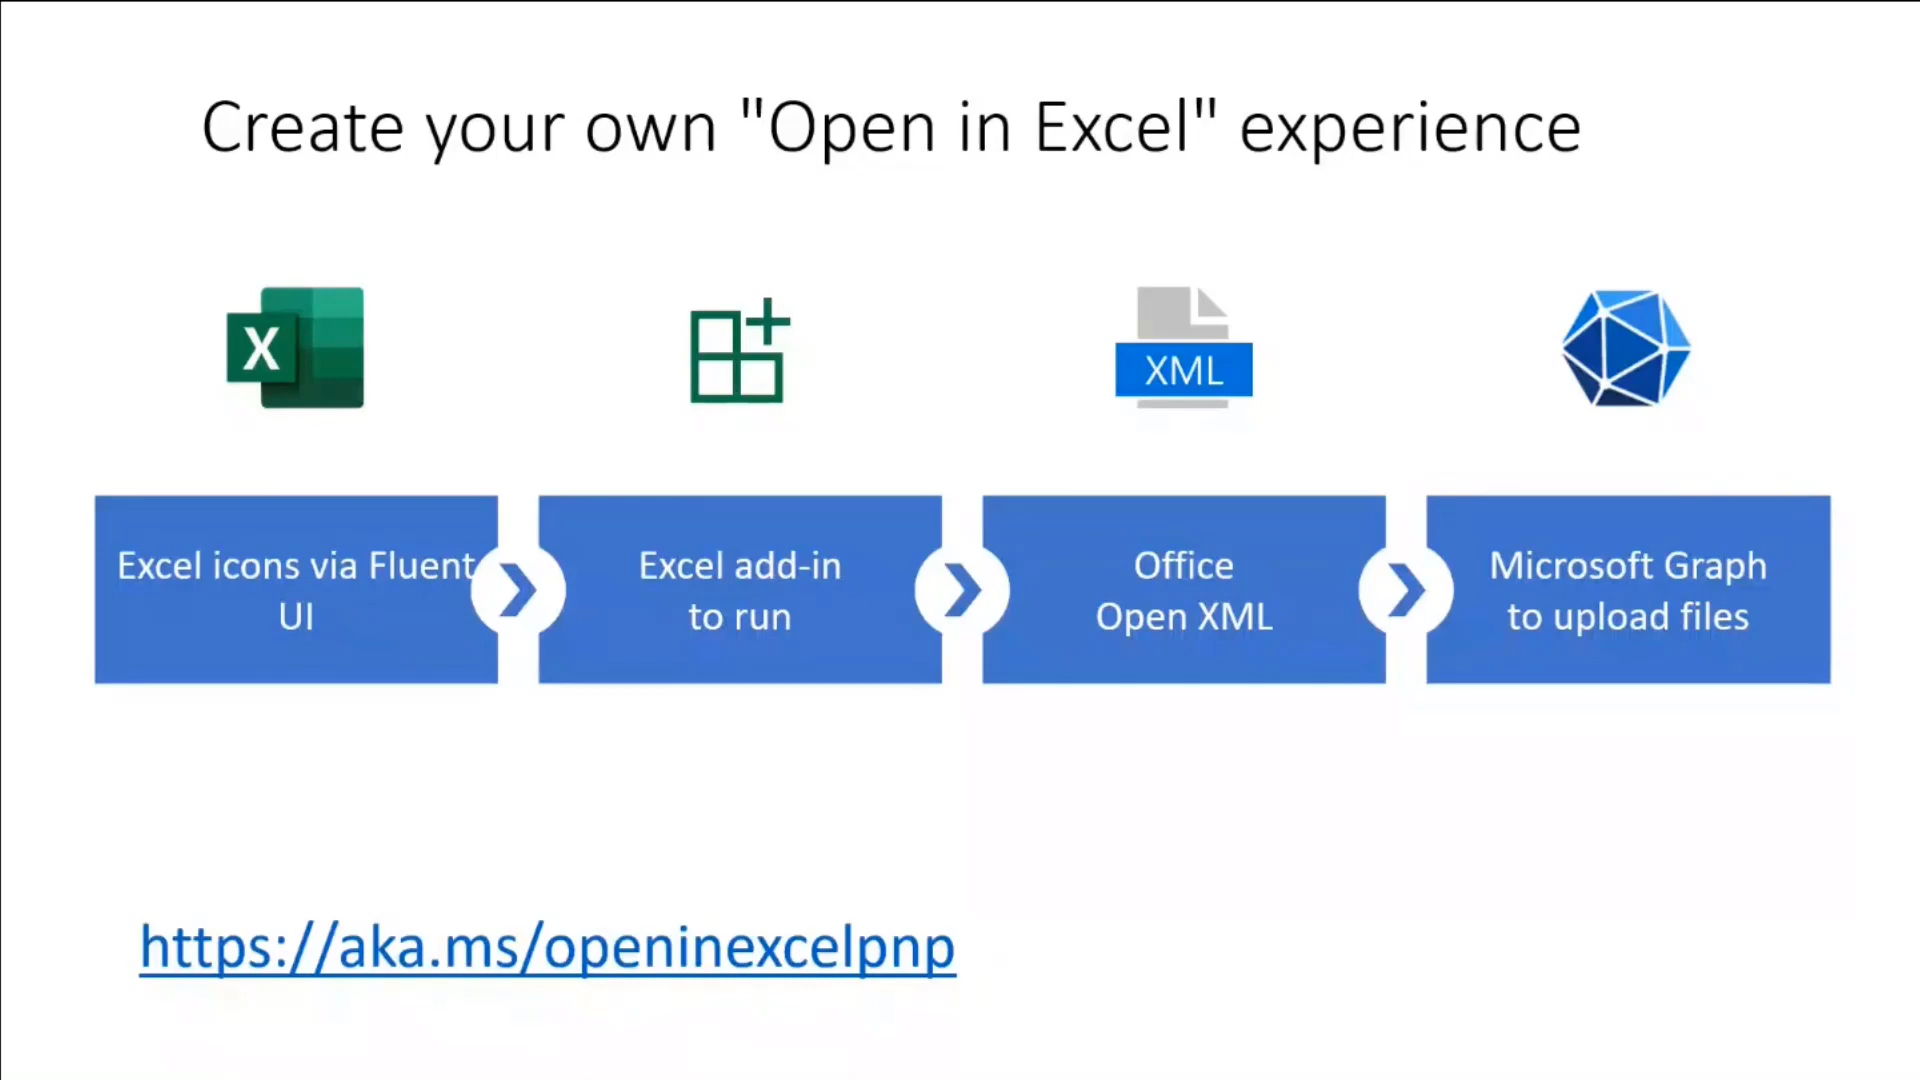 Create your own "Open in Excel" experience
X
XML
Excel icons via Fluent
UI
Excel add-in
to run
Office
Open XML
Microsoft Graph
to upload files
https://aka.ms/openinexcelpnp